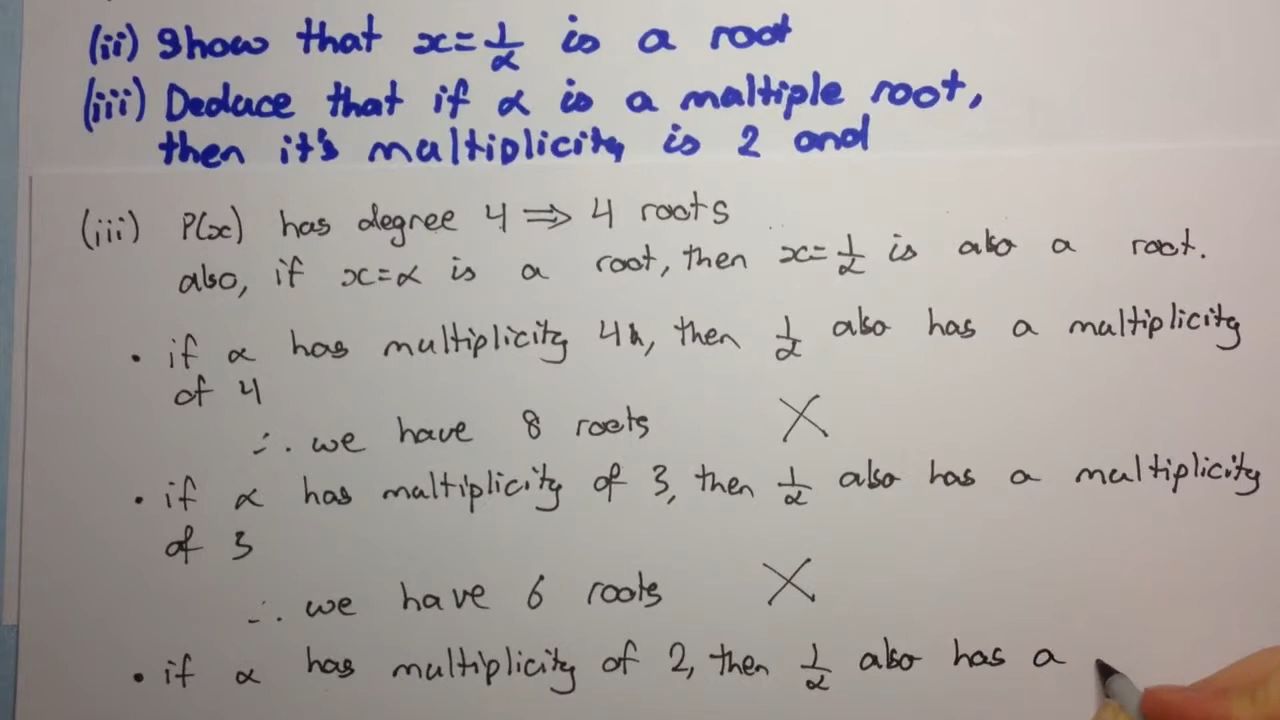 (ii) Show that x=1/α is a root
(iii) Deduce that if α is a maltiple root,
then it's multiplicity is 2 and
(iii) P(x) has degree 4 ⇒ 4 roots
also, if x=α is a root, then x=1/α is also a root.
• if α has multiplicity 4, then 1/α also has a multiplicity
of 4
∴ we have 8 roots ✗
• if α has multiplicity of 3, then 1/α also has a multiplicity
of 3
∴ we have 6 roots ✗
• if α has multiplicity of 2, then 1/α also has a